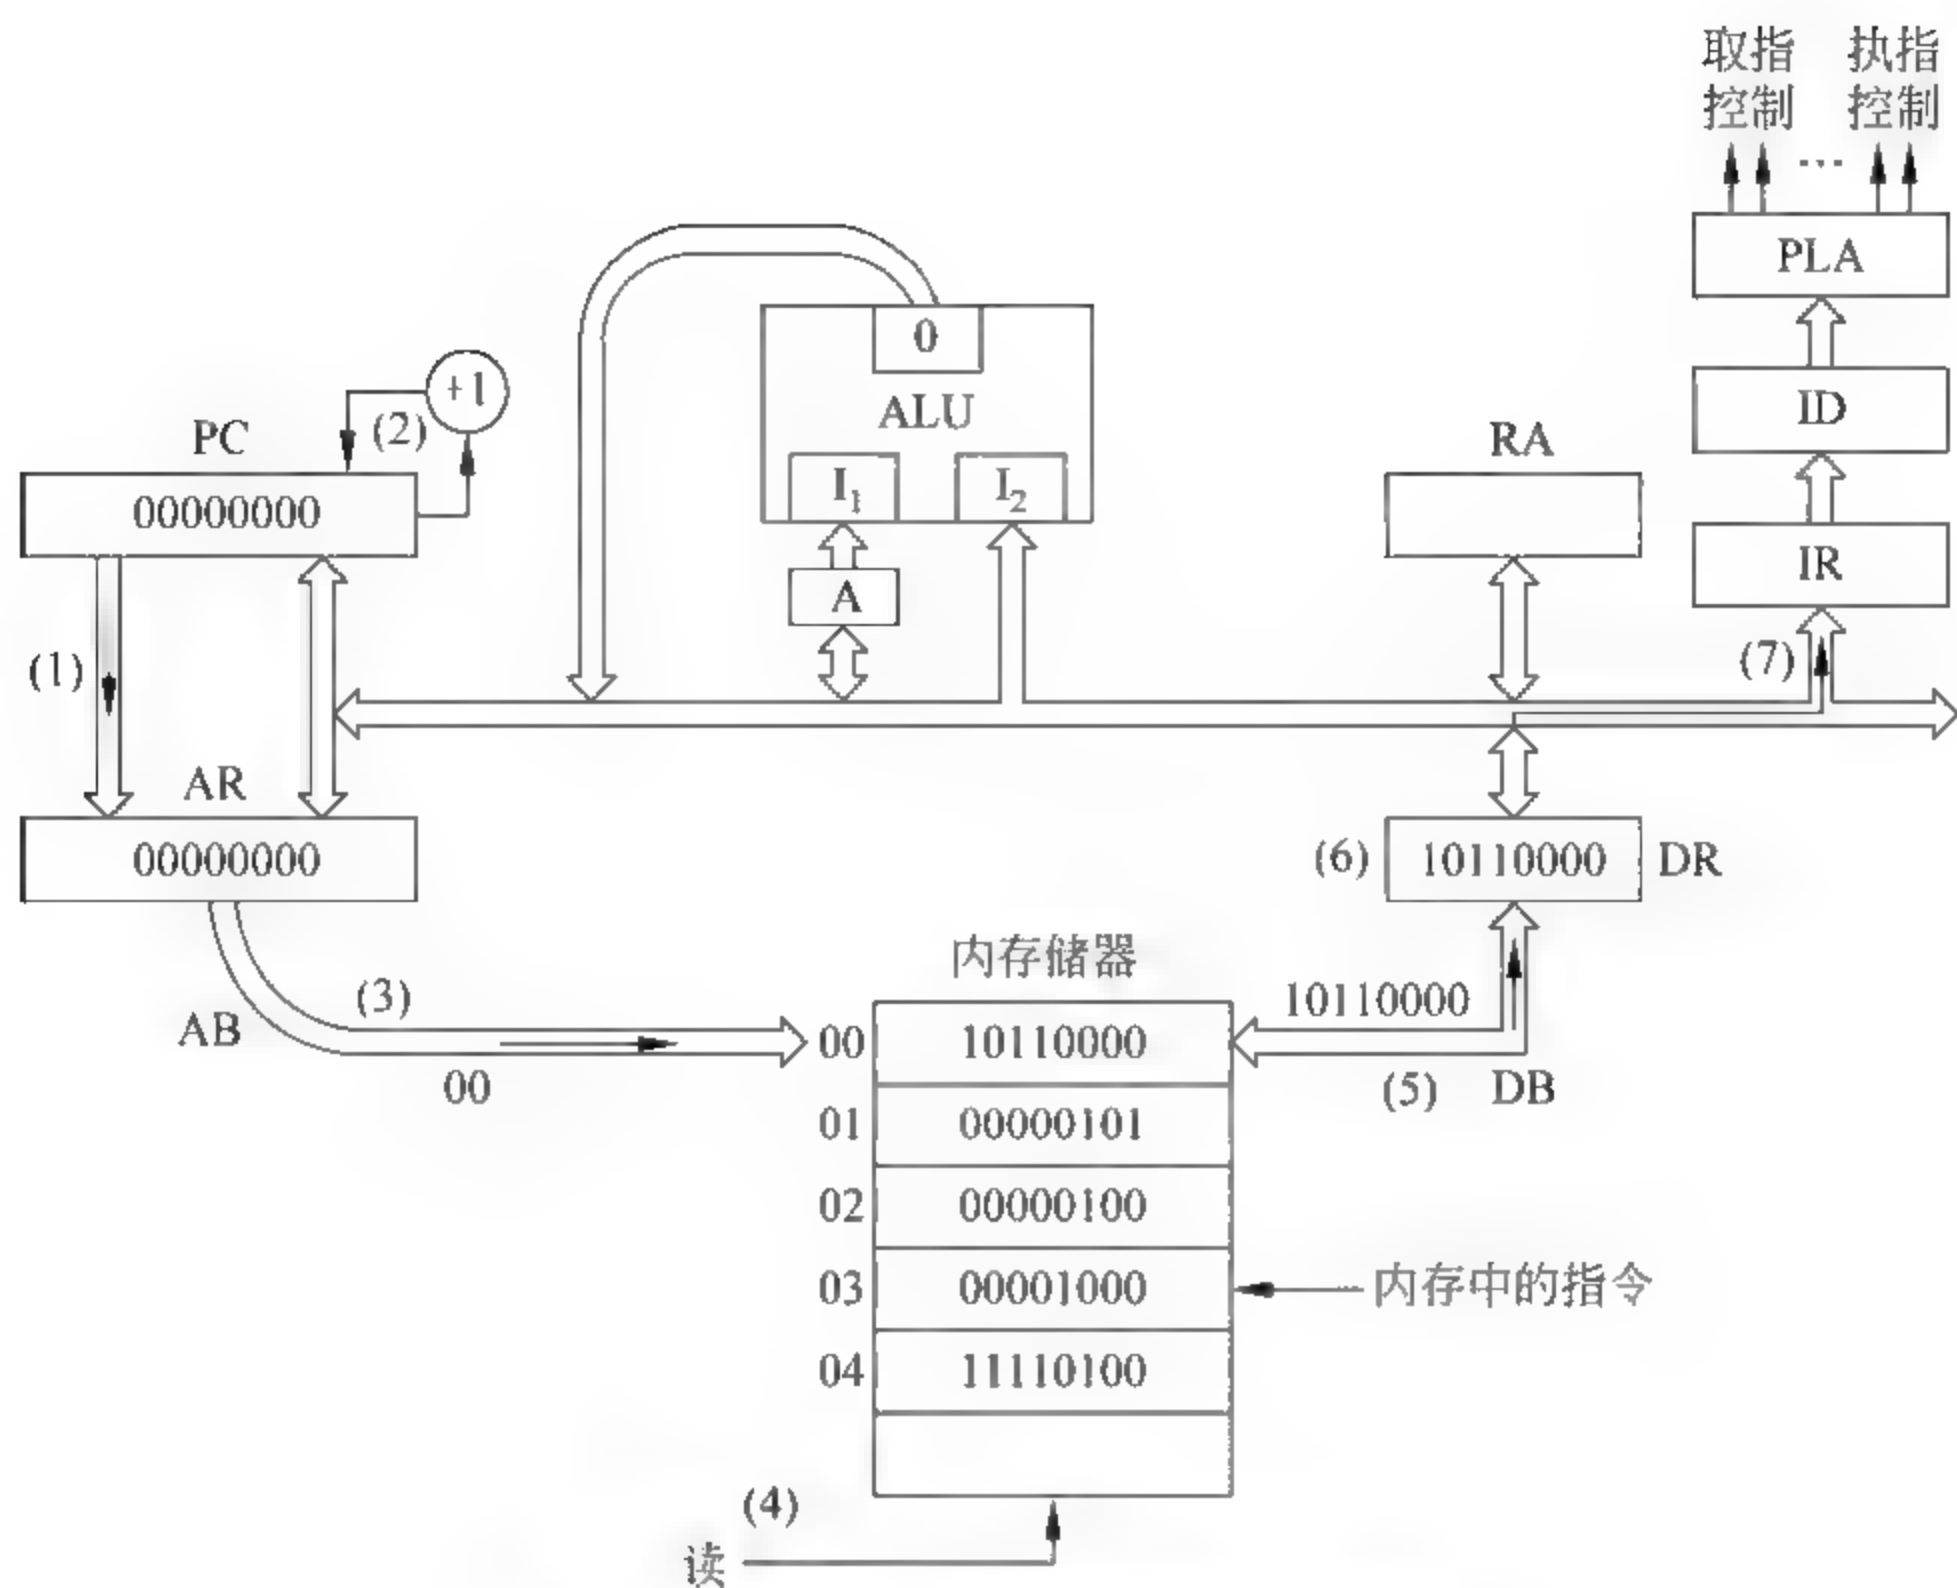 取指 执指
控制 控制
...
PLA
0
+1
ID
ALU
PC
(2)
RA
I₁
I₂
00000000
IR
A
(1)
(7)
AR
00000000
(6)
10110000
DR
内存储器
(3)
10110000
AB
00
10110000
00
(5)
DB
01
00000101
02
00000100
03
00001000
内存中的指令
04
11110100
(4)
读